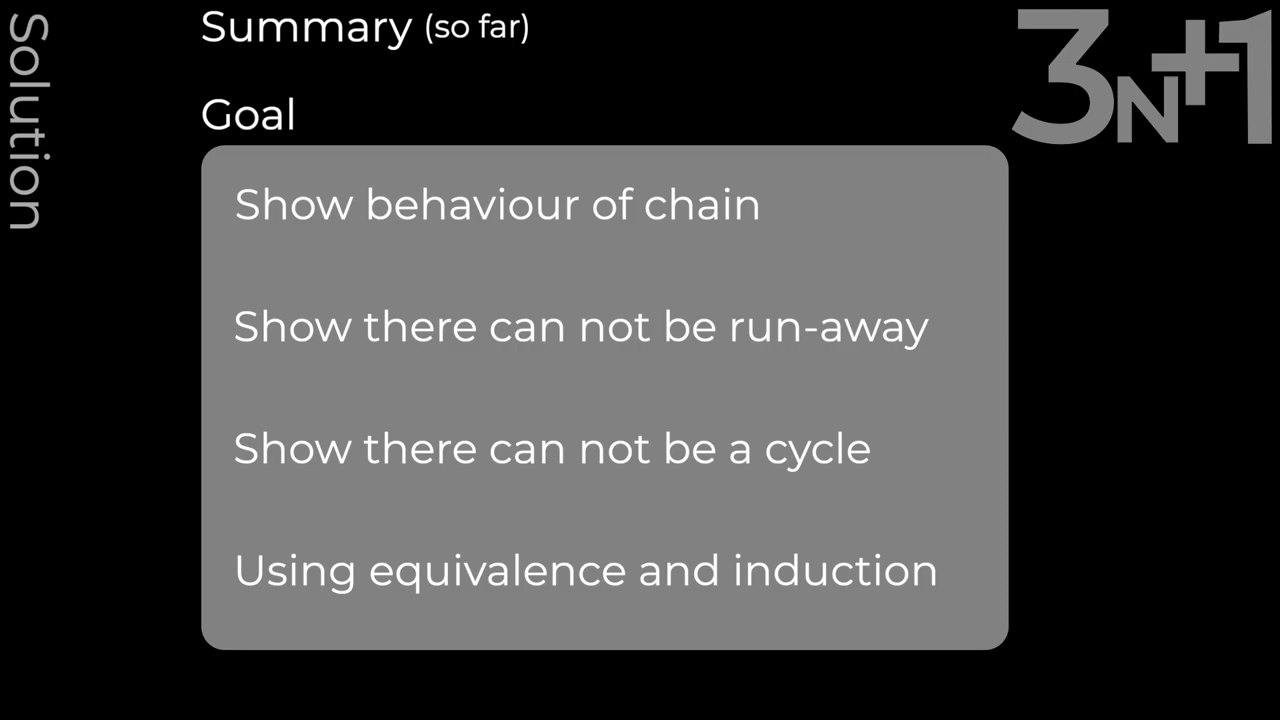 Solution
Summary (so far)
3N+1
Goal
Show behaviour of chain
Show there can not be run-away
Show there can not be a cycle
Using equivalence and induction